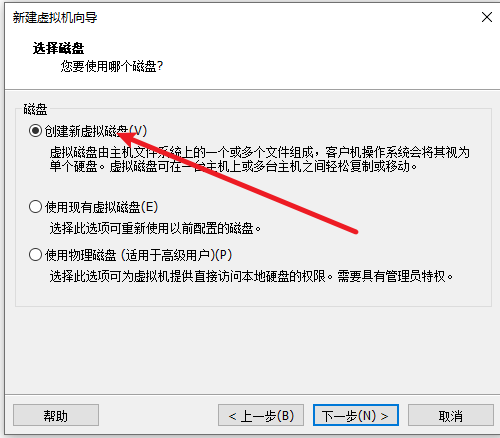 新建虚拟机向导
选择磁盘
您要使用哪个磁盘?
磁盘
创建新虚拟磁盘(V)
虚拟磁盘由主机文件系统上的一个或多个文件组成，客户机操作系统会将其视为
单个硬盘。虚拟磁盘可在一台主机上或多台主机之间轻松复制或移动。
使用现有虚拟磁盘(E)
选择此选项可重新使用以前配置的磁盘。
使用物理磁盘 (适用于高级用户)(P)
选择此选项可为虚拟机提供直接访问本地硬盘的权限。需要具有管理员特权。
帮助
< 上一步(B)
下一步(N) >
取消